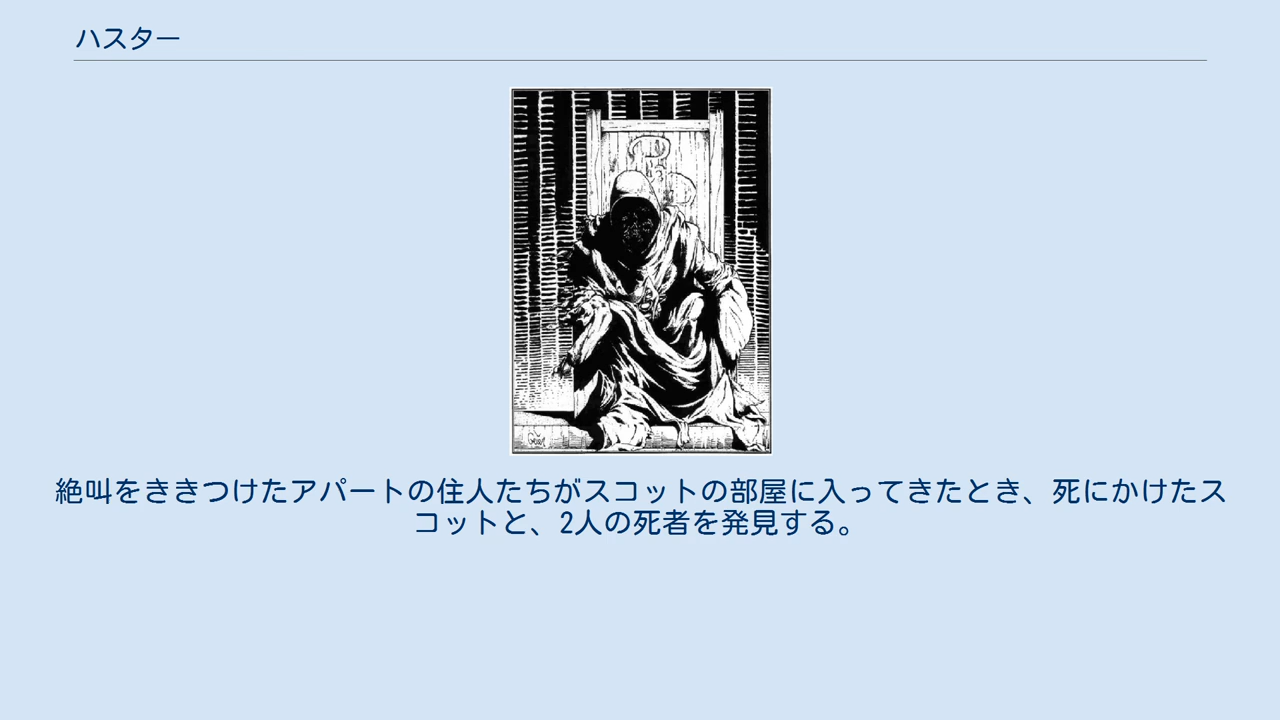 ハスター
絶叫をききつけたアパートの住人たちがスコットの部屋に入ってきたとき、死にかけたス
コットと、2人の死者を発見する。